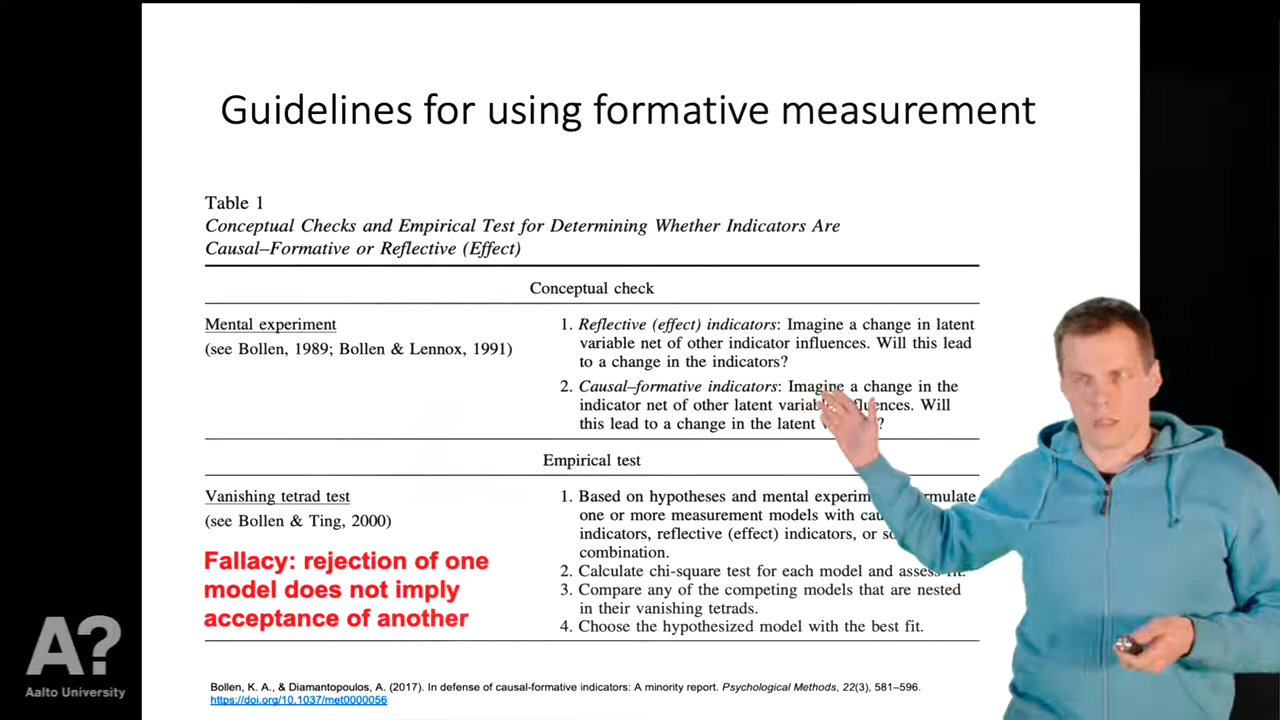 Guidelines for using formative measurement
Table 1
Conceptual Checks and Empirical Test for Determining Whether Indicators Are
Causal–Formative or Reflective (Effect)
Conceptual check
Mental experiment
(see Bollen, 1989; Bollen & Lennox, 1991)
1. Reflective (effect) indicators: Imagine a change in latent
variable net of other indicator influences. Will this lead
to a change in the indicators?
2. Causal–formative indicators: Imagine a change in the
indicator net of other latent variable influences. Will
this lead to a change in the latent ?
Empirical test
Vanishing tetrad test
(see Bollen & Ting, 2000)
Fallacy: rejection of one
model does not imply
acceptance of another
1. Based on hypotheses and mental
one or more measurement models with
indicators, reflective (effect) indicators, or
combination.
2. Calculate chi-square test for each model and assess fit.
3. Compare any of the competing models that are nested
in their vanishing tetrads.
4. Choose the hypothesized model with the best fit.
Bollen, K. A., & Diamantopoulos, A. (2017). In defense of causal-formative indicators: A minority report. Psychological Methods, 22(3), 581–596.
https://doi.org/10.1037/met0000056
A?
Aalto University